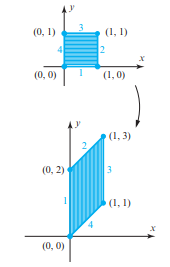 y
(0, 1) 3 (1, 1)
4 2
x
(0, 0) 1 (1, 0)
y
(1, 3)
2
(0, 2) 3
1 (1, 1)
4
x
(0, 0)